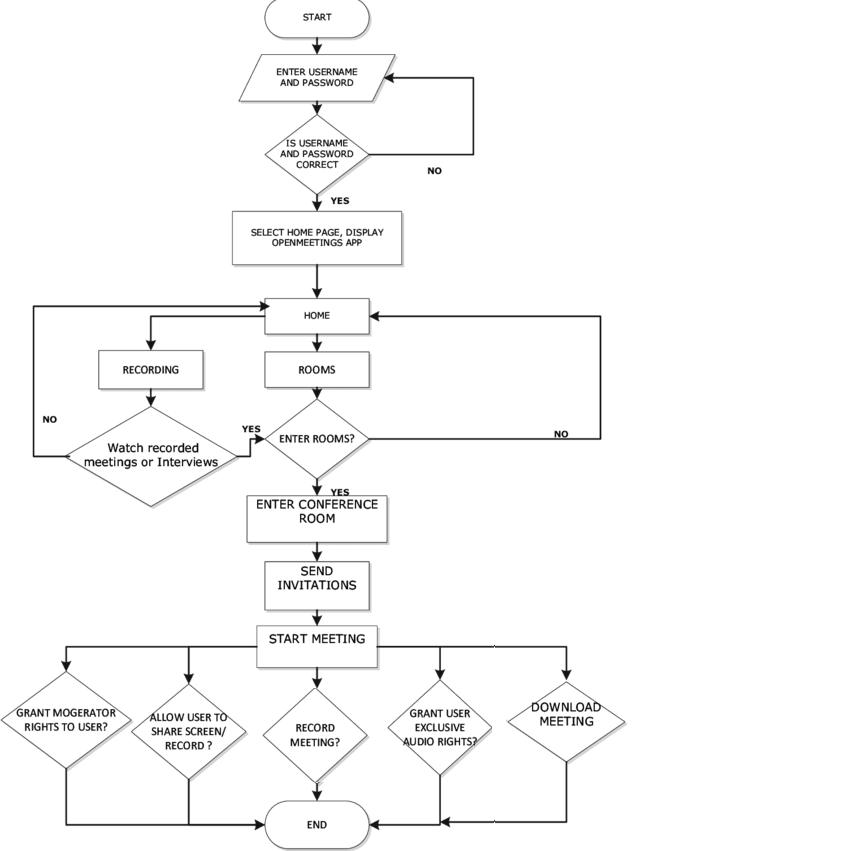 START
ENTER USERNAME
AND PASSWORD
IS USERNAME
AND PASSWORD
CORRECT
NO
YES
SELECT HOME PAGE, DISPLAY
OPENMEETINGS APP
HOME
RECORDING
ROOMS
NO
Watch recorded
meetings or Interviews
YES
ENTER ROOMS?
NO
YES
ENTER CONFERENCE
ROOM
SEND
INVITATIONS
START MEETING
GRANT MOGERATOR
RIGHTS TO USER?
ALLOW USER TO
SHARE SCREEN/
RECORD ?
RECORD
MEETING?
GRANT USER
EXCLUSIVE
AUDIO RIGHTS?
DOWNLOAD
MEETING
END